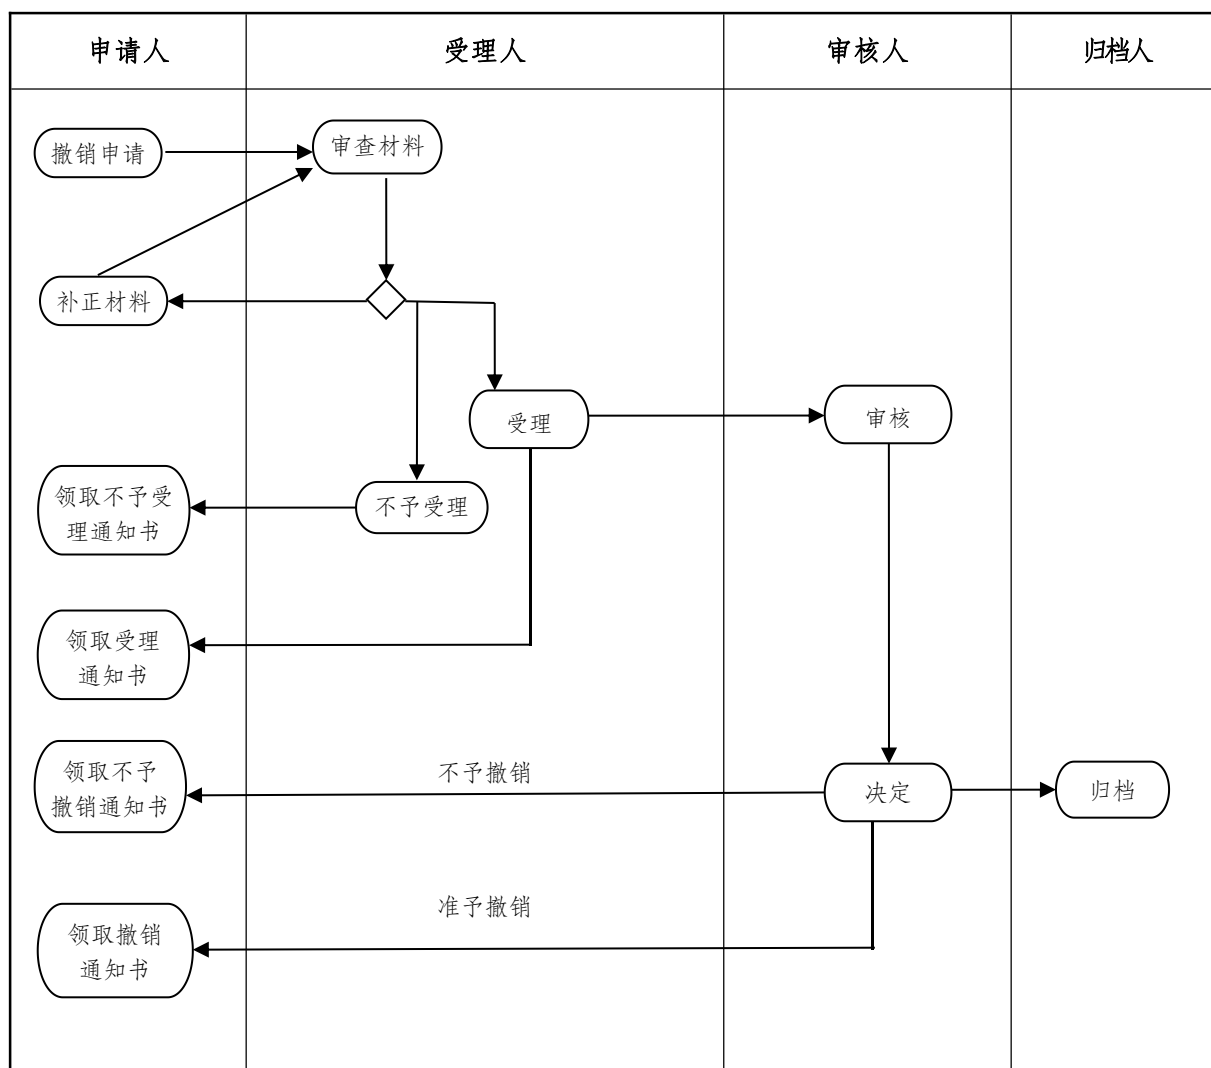 申请人
受理人
审核人
归档人
撤销申请
审查材料
补正材料
受理
审核
领取不予受
理通知书
不予受理
领取受理
通知书
领取不予
撤销通知书
不予撤销
决定
归档
准予撤销
领取撤销
通知书